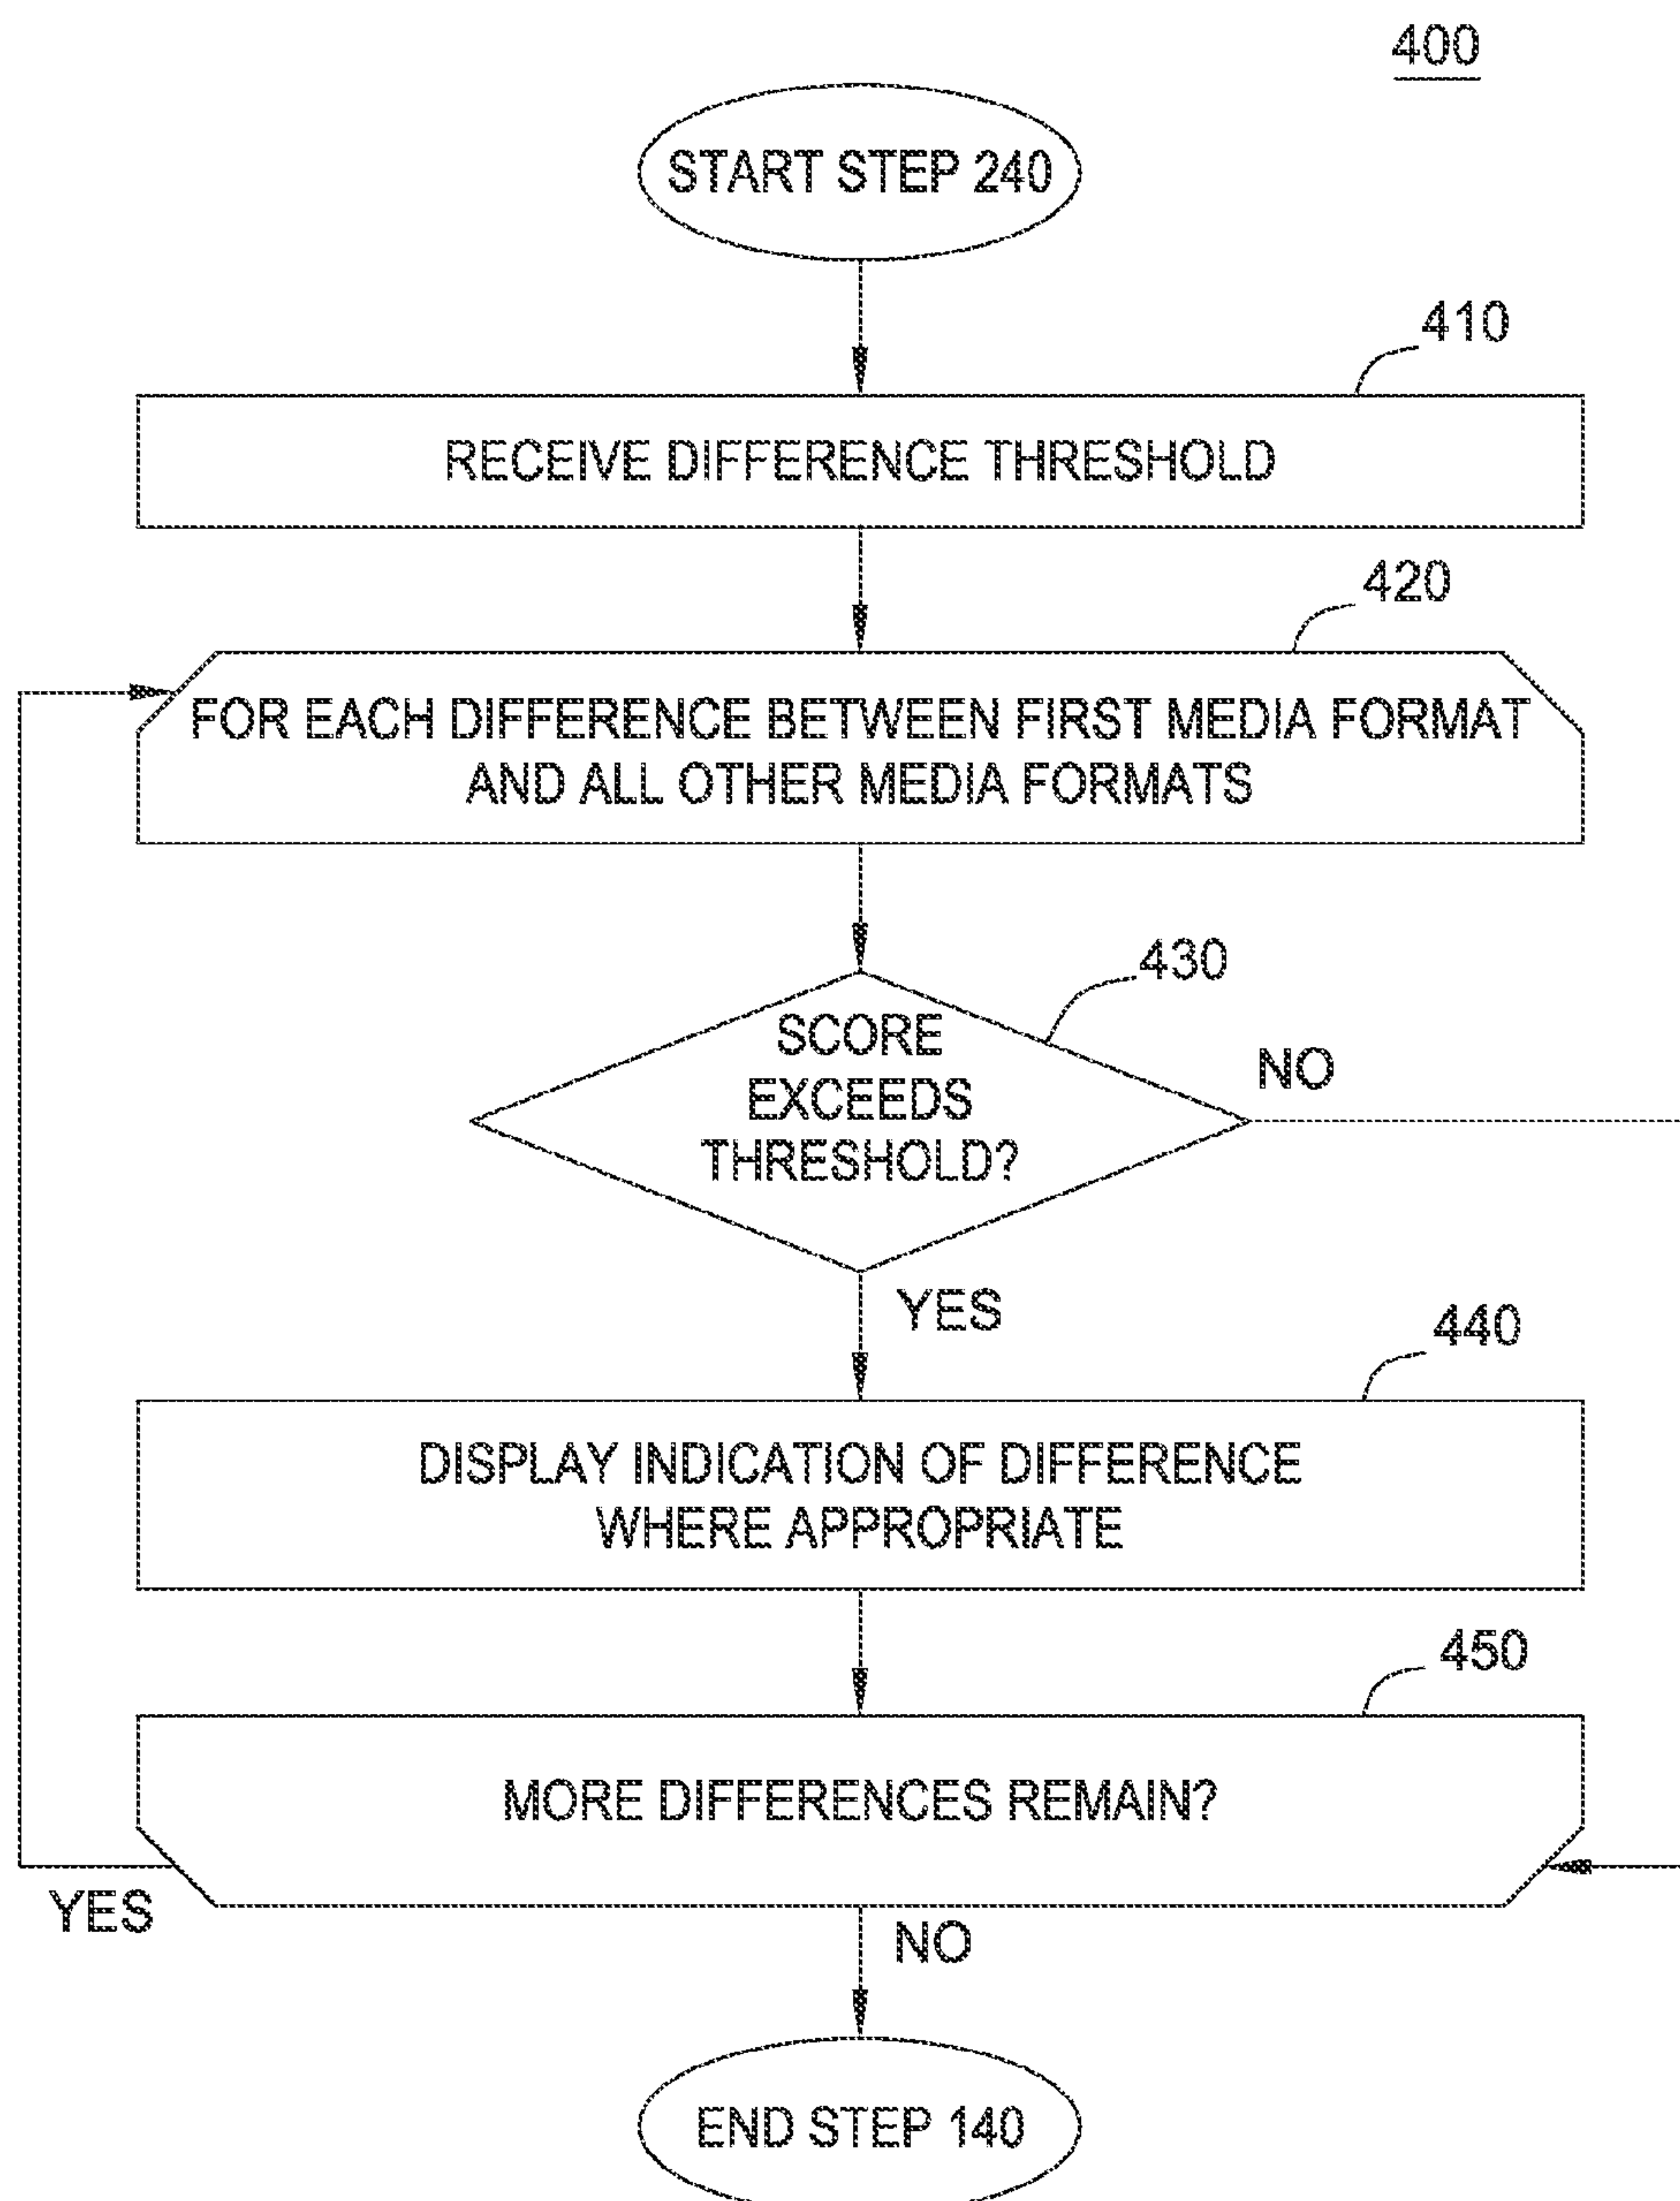 400
START STEP 240
410
RECEIVE DIFFERENCE THRESHOLD
420
FOR EACH DIFFERENCE BETWEEN FIRST MEDIA FORMAT
AND ALL OTHER MEDIA FORMATS
430
SCORE
EXCEEDS
THRESHOLD?
NO
YES
440
DISPLAY INDICATION OF DIFFERENCE
WHERE APPROPRIATE
450
MORE DIFFERENCES REMAIN?
YES
NO
END STEP 140